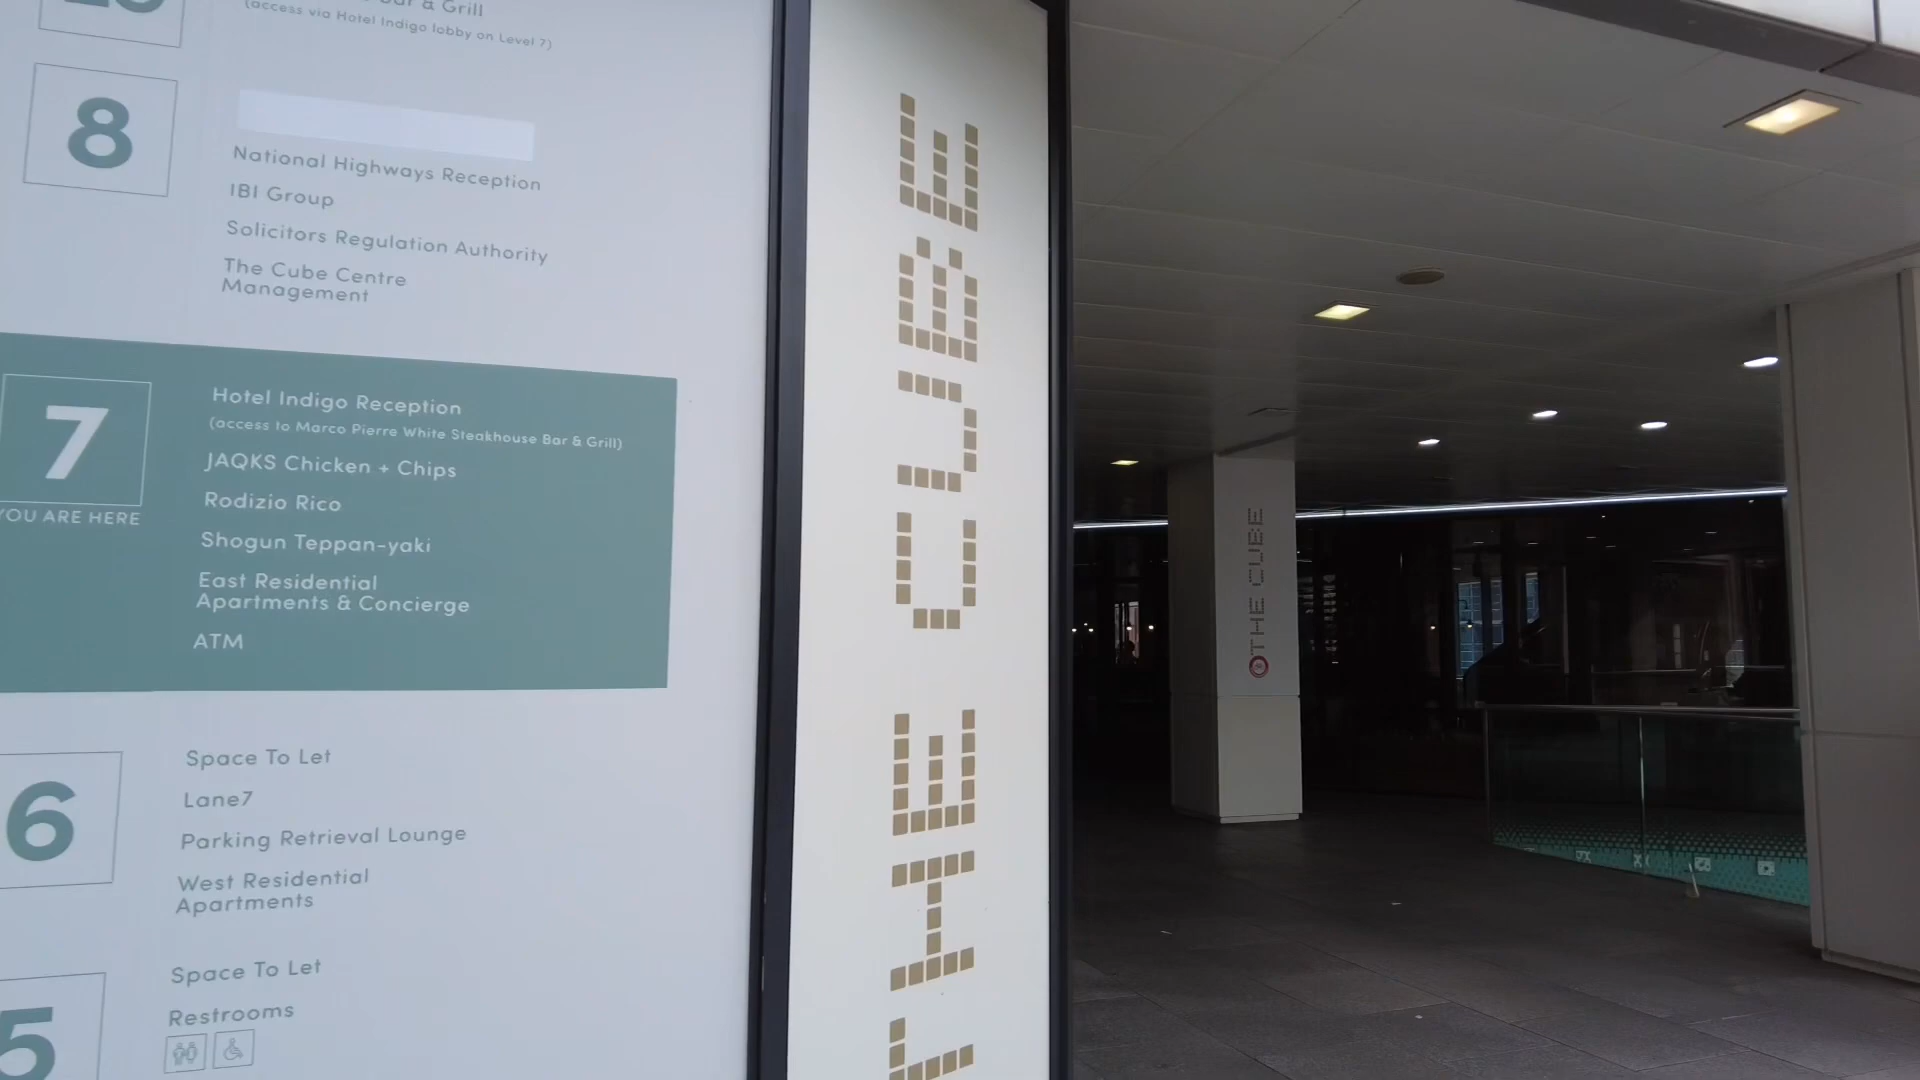 Bar & Grill
(access via Hotel Indigo lobby on Level 7)
8
National Highways Reception
IBI Group
Solicitors Regulation Authority
The Cube Centre
Management
7
YOU ARE HERE
Hotel Indigo Reception
(access to Marco Pierre White Steakhouse Bar & Grill)
JAQKS Chicken + Chips
Rodizio Rico
Shogun Teppan-yaki
East Residential
Apartments & Concierge
ATM
6
Space To Let
Lane7
Parking Retrieval Lounge
West Residential
Apartments
5
Space To Let
Restrooms
THE CUBE
THE CUBE